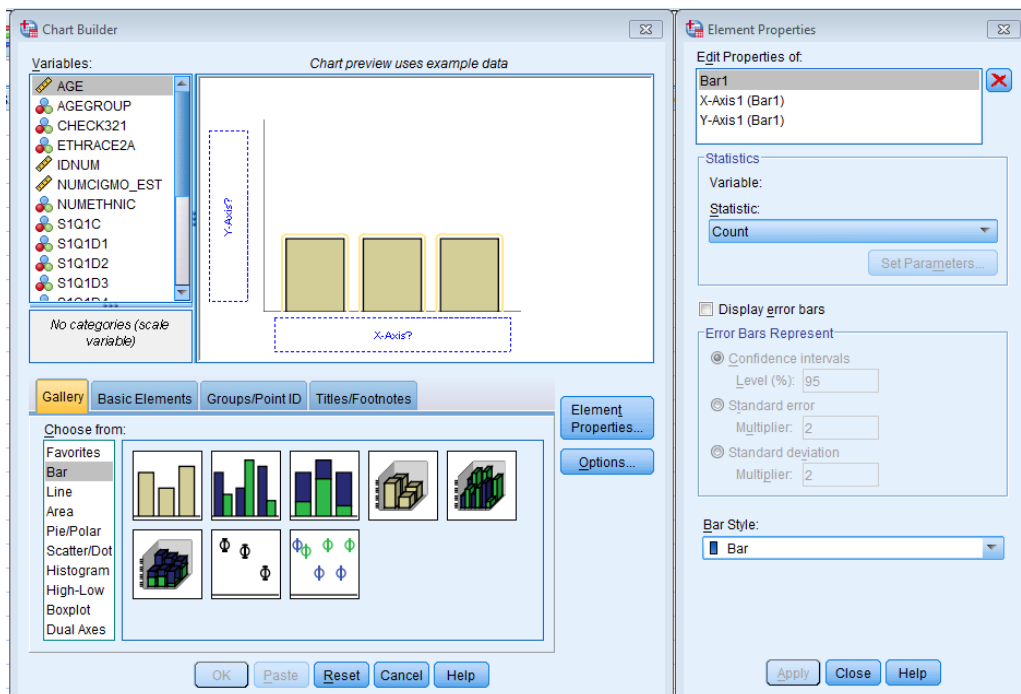 Chart Builder
Variables:
Chart preview uses example data
AGE
AGEGROUP
CHECK321
ETHRACE2A
IDNUM
NUMCIGMO_EST
NUMETHNIC
S1Q1C
S1Q1D1
S1Q1D2
S1Q1D3
S1Q1D4
No categories (scale
variable)
Y-Axis?
X-Axis?
Gallery
Basic Elements
Groups/Point ID
Titles/Footnotes
Choose from:
Favorites
Bar
Line
Area
Pie/Polar
Scatter/Dot
Histogram
High-Low
Boxplot
Dual Axes
Element
Properties...
Options...
OK
Paste
Reset
Cancel
Help
Element Properties
Edit Properties of:
Bar1
X-Axis1 (Bar1)
Y-Axis1 (Bar1)
Statistics
Variable:
Statistic:
Count
Set Parameters...
Display error bars
Error Bars Represent
Confidence intervals
Level (%): 95
Standard error
Multiplier: 2
Standard deviation
Multiplier: 2
Bar Style:
Bar
Apply
Close
Help